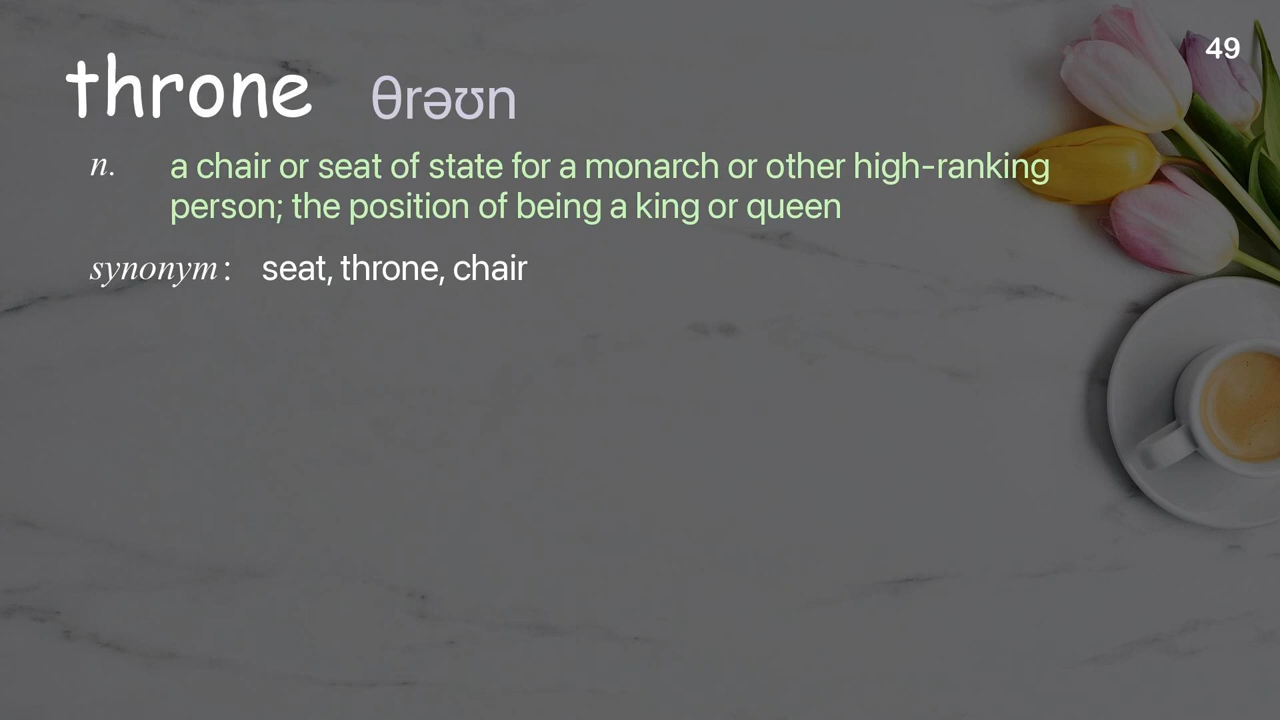 49
throne θrəʊn
n. a chair or seat of state for a monarch or other high-ranking
person; the position of being a king or queen
synonym : seat, throne, chair